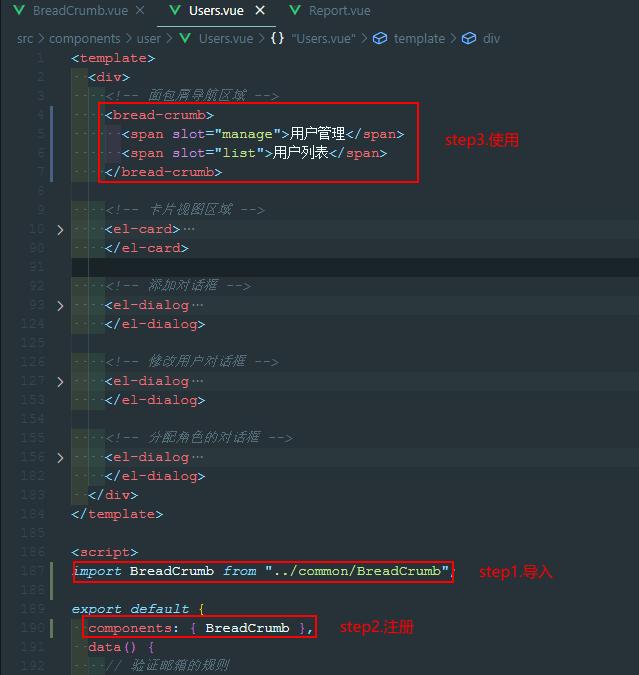 BreadCrumb.vue × Users.vue × Report.vue
src > components > user > Users.vue > {} "Users.vue" > template > div
1 <template>
2 <div>
3 <!-- 面包屑导航区域 -->
4 <bread-crumb>
5 <span slot="manage">用户管理</span> step3.使用
6 <span slot="list">用户列表</span>
7 </bread-crumb>
8
9 <!-- 卡片视图区域 -->
10 <el-card>…
90 </el-card>
91
92 <!-- 添加对话框 -->
93 <el-dialog…
124 </el-dialog>
125
126 <!-- 修改用户对话框 -->
127 <el-dialog…
153 </el-dialog>
154
155 <!-- 分配角色的对话框 -->
156 <el-dialog…
182 </el-dialog>
183 </div>
184 </template>
185
186 <script>
187 import BreadCrumb from "../common/BreadCrumb"; step1.导入
188
189 export default {
190 components: { BreadCrumb }, step2.注册
191 data() {
192 // 验证邮箱的规则